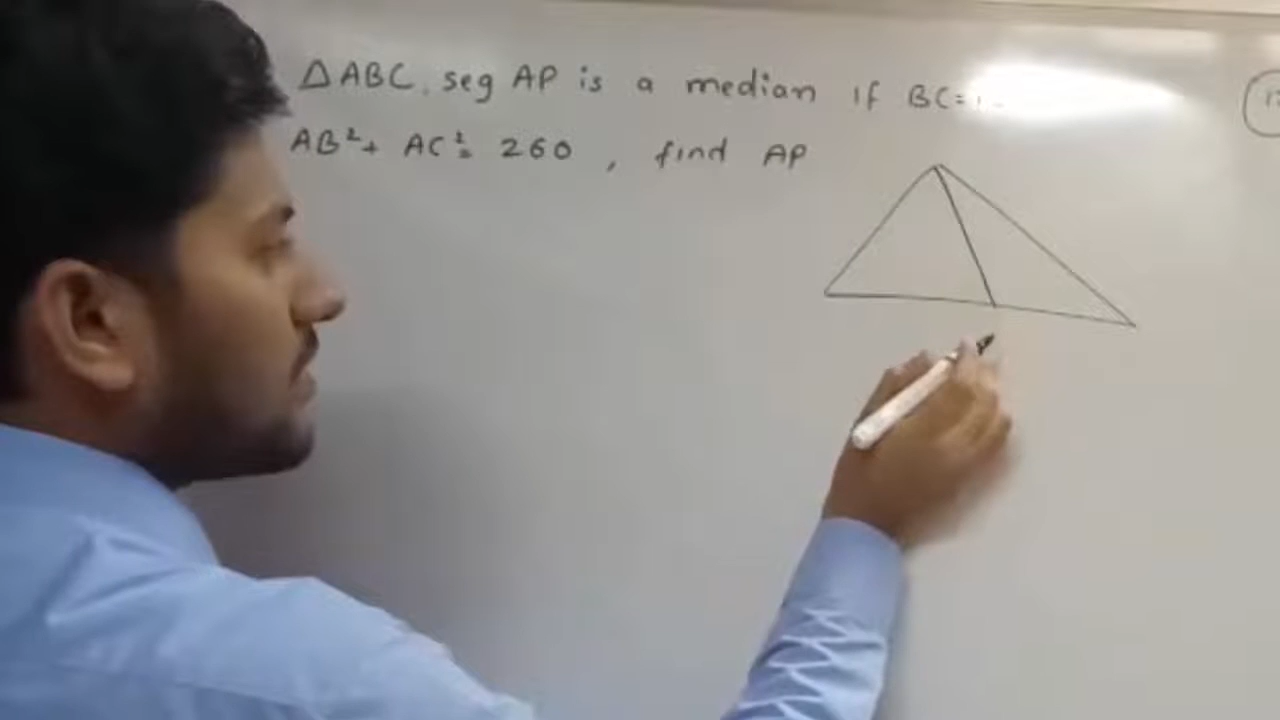 △ABC, seg AP is a median if BC=
AB²+ AC²= 260 , find AP